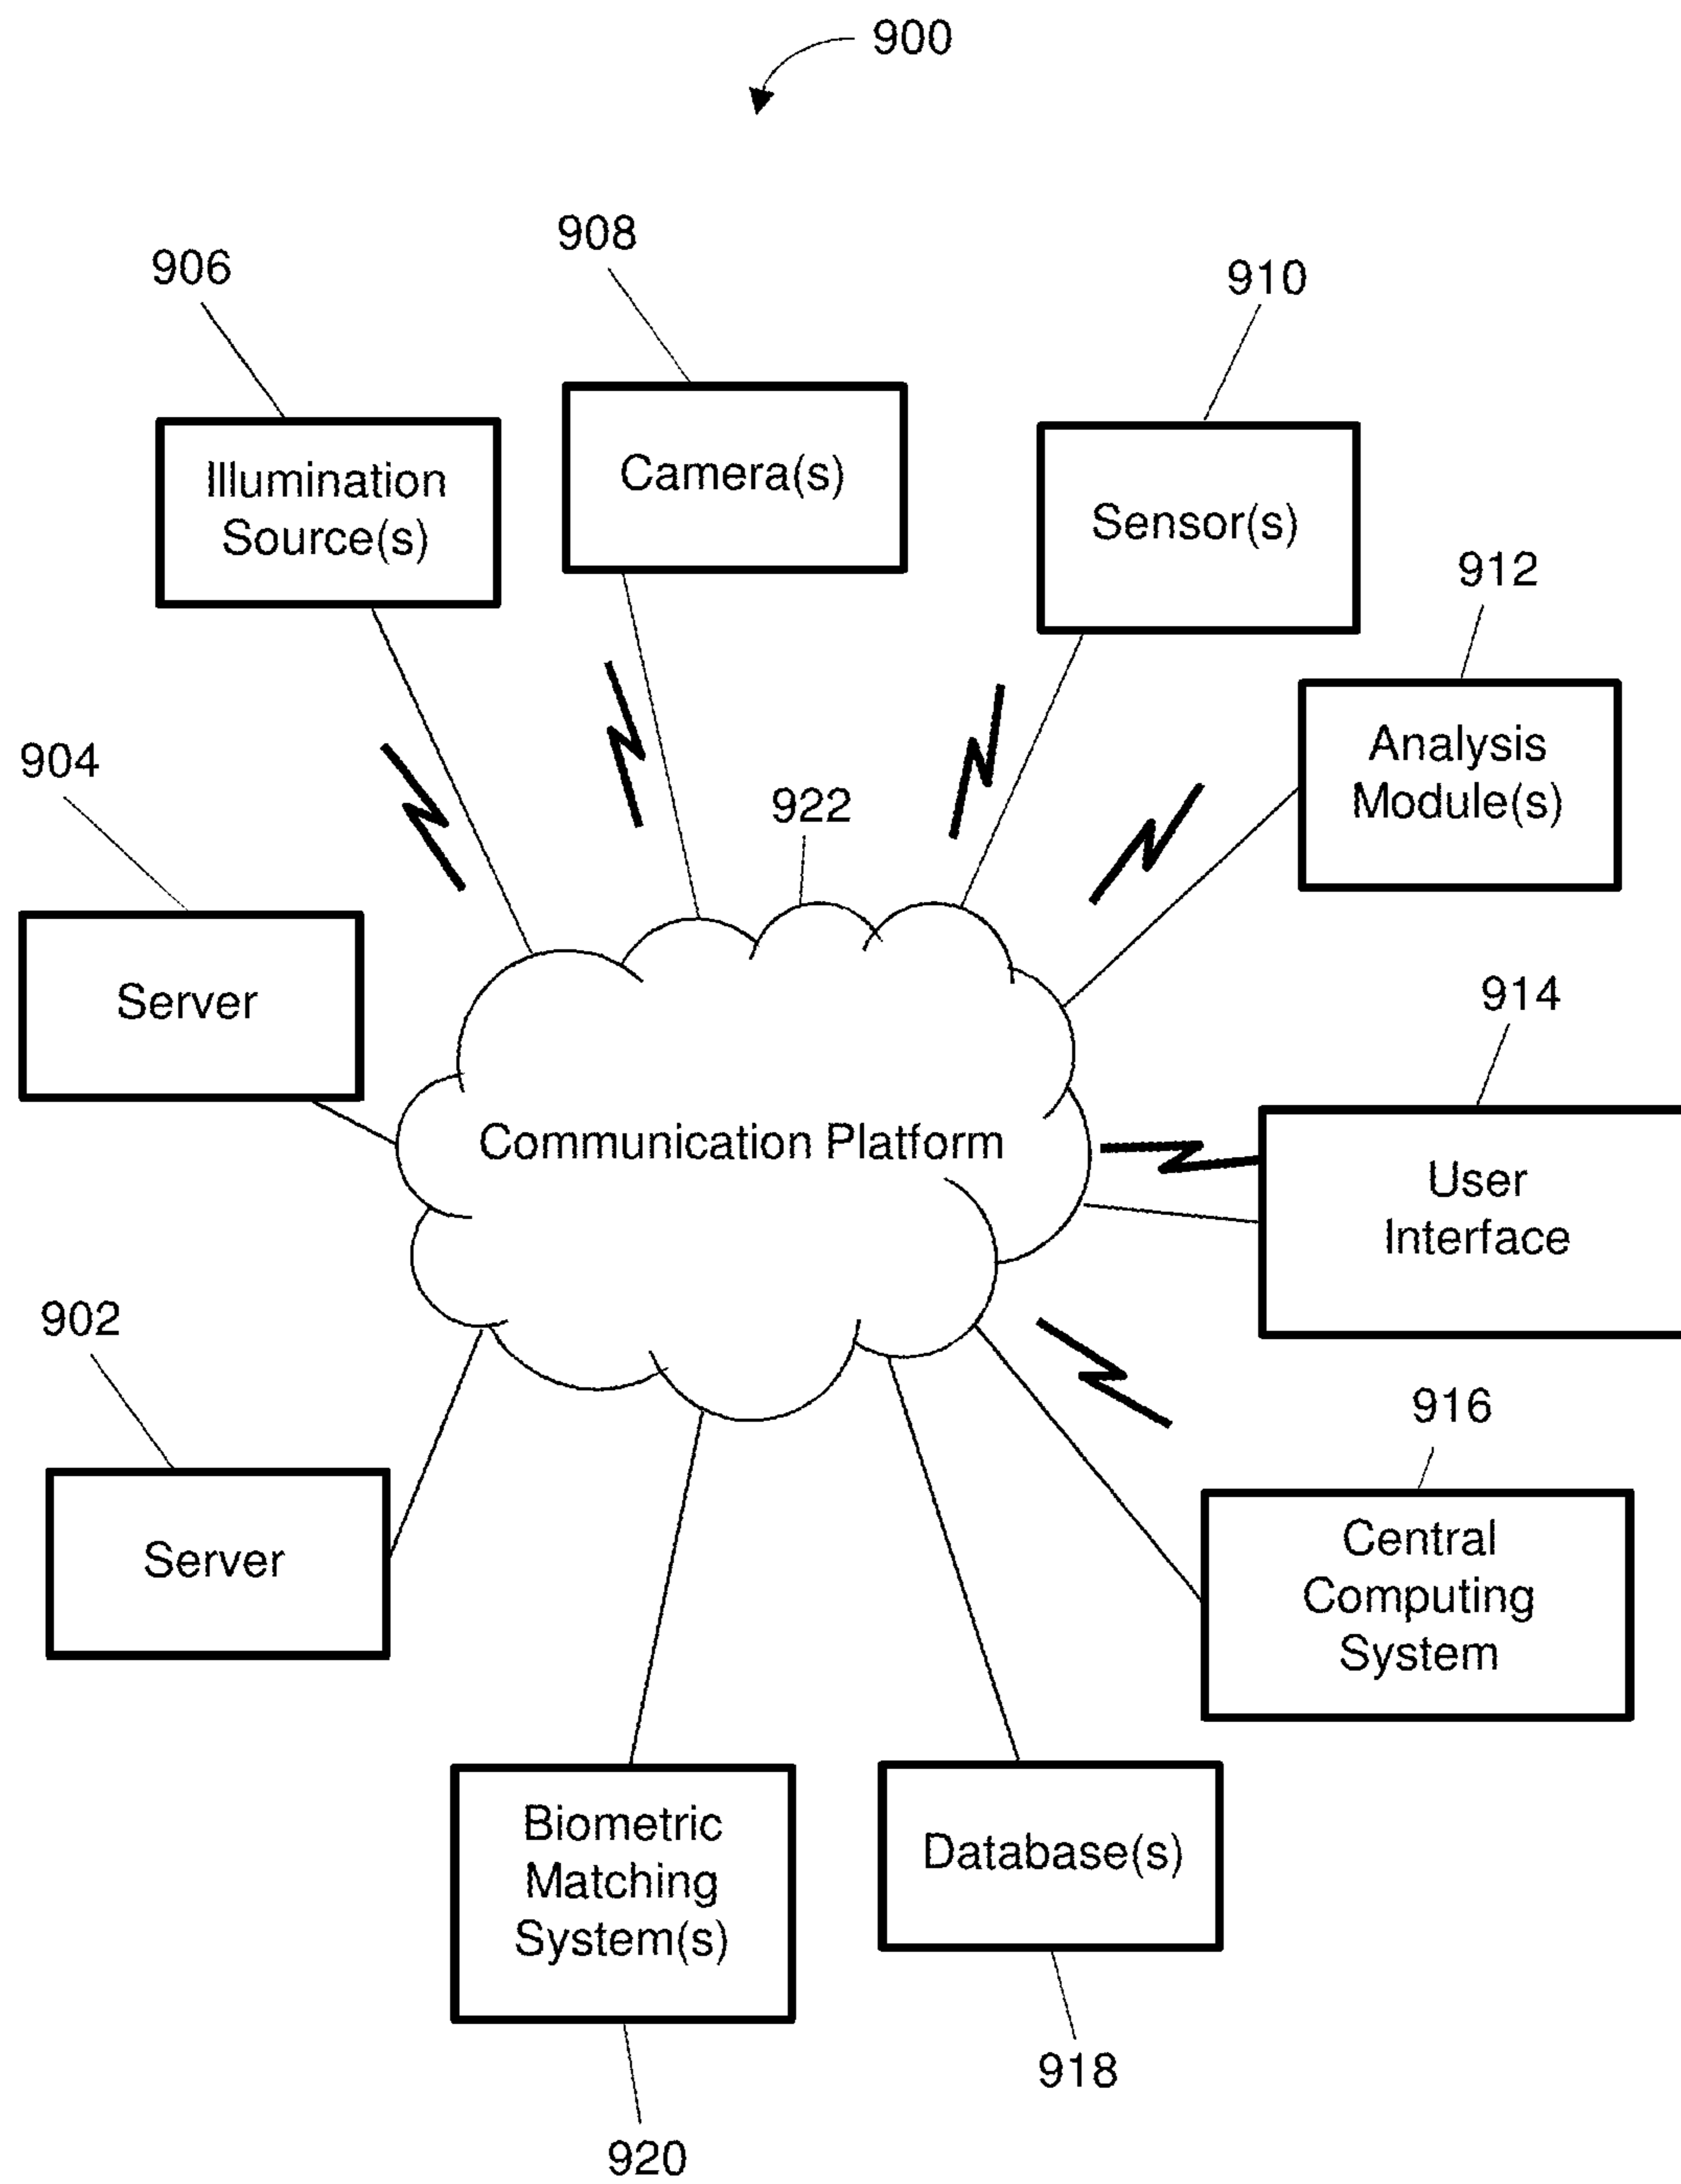 900
908
906
910
Illumination
Source(s)
Camera(s)
Sensor(s)
912
904
922
Analysis
Module(s)
Server
914
Communication Platform
User
Interface
902
916
Server
Central
Computing
System
Biometric
Matching
System(s)
Database(s)
918
920